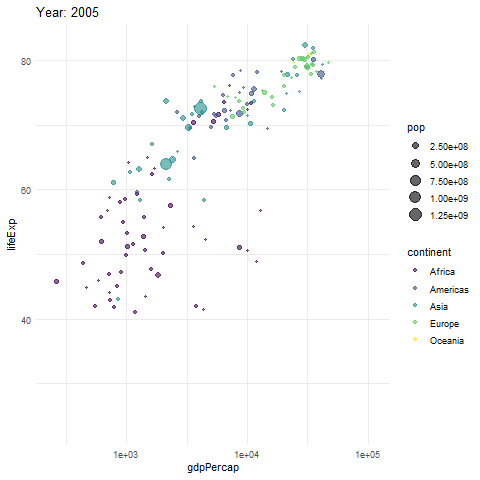 Year: 2005
80
60
40
lifeExp
1e+03
1e+04
1e+05
gdpPercap
pop
2.50e+08
5.00e+08
7.50e+08
1.00e+09
1.25e+09
continent
Africa
Americas
Asia
Europe
Oceania